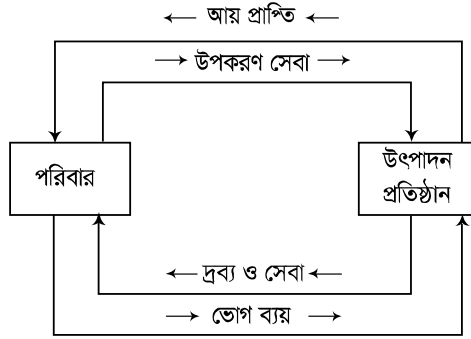 আয় প্রাপ্তি
উপকরণ সেবা
পরিবার
উৎপাদন
প্রতিষ্ঠান
দ্রব্য ও সেবা
ভোগ ব্যয়